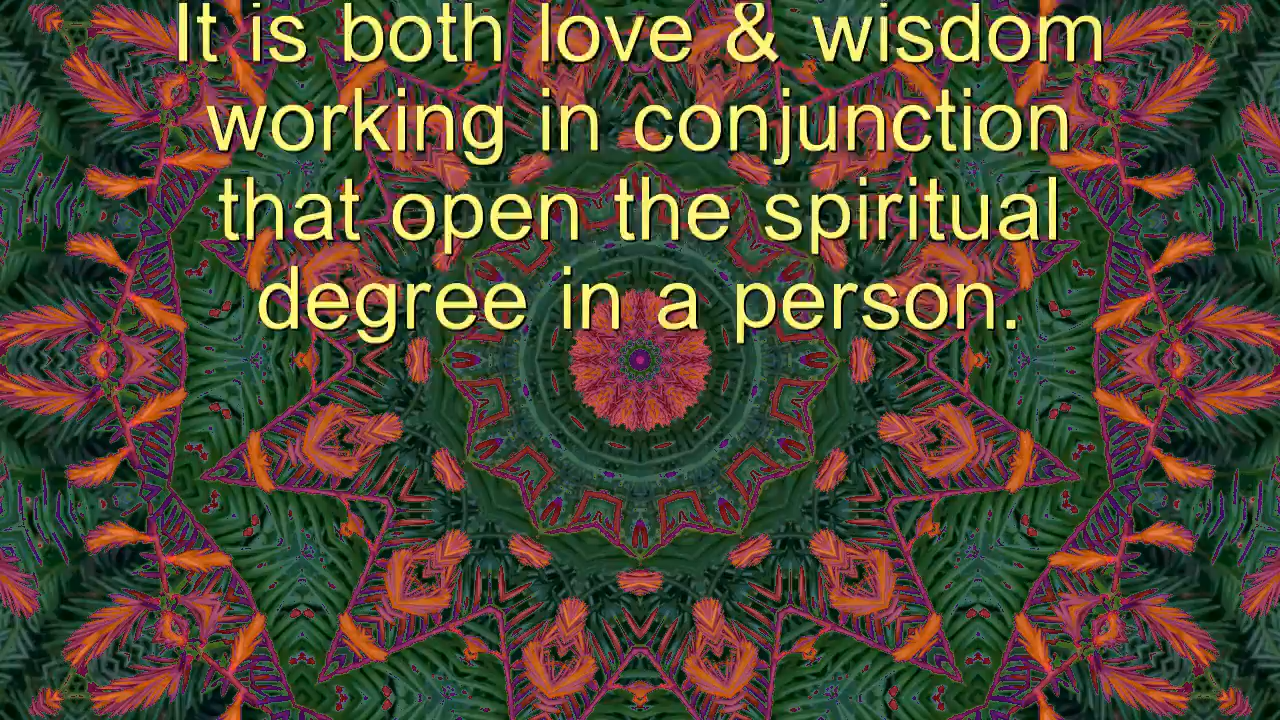 It is both love & wisdom
working in conjunction
that open the spiritual
degree in a person.